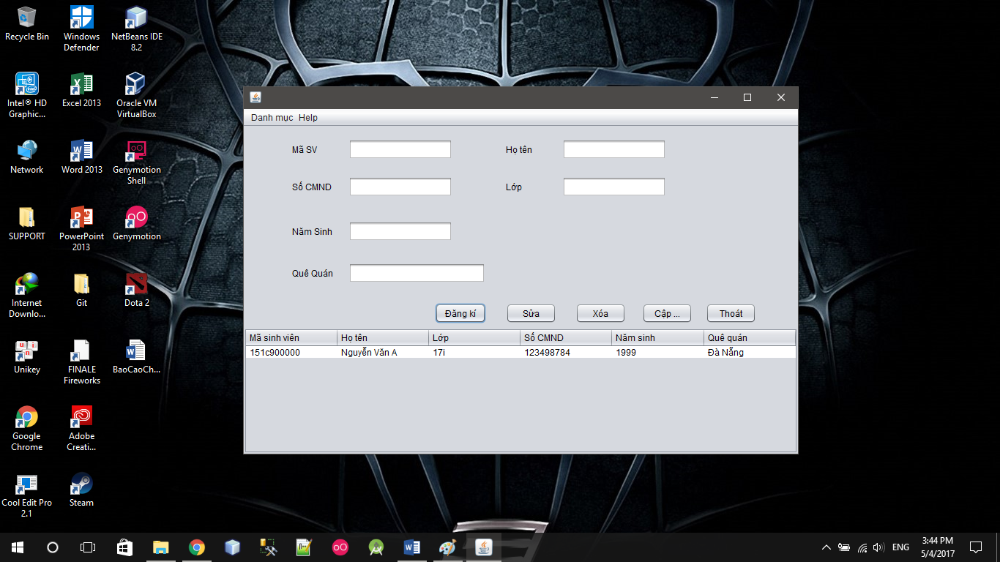 Recycle Bin
Windows
Defender
NetBeans IDE
8.2
Intel® HD
Graphic...
Excel 2013
Oracle VM
VirtualBox
Network
Word 2013
Genymotion
Shell
SUPPORT
PowerPoint
2013
Genymotion
Internet
Downlo...
Git
Dota 2
Unikey
FINALE
Fireworks
BaoCaoCh...
Google
Chrome
Adobe
Creati...
Cool Edit Pro
2.1
Steam
Danh mục Help
Mã SV
Họ tên
Số CMND
Lớp
Năm Sinh
Quê Quán
Đăng kí Sửa Xóa Cập ... Thoát
Mã sinh viên Họ tên Lớp Số CMND Năm sinh Quê quán
151c900000 Nguyễn Văn A 17i 123498784 1999 Đà Nẵng
ENG
3:44 PM
5/4/2017